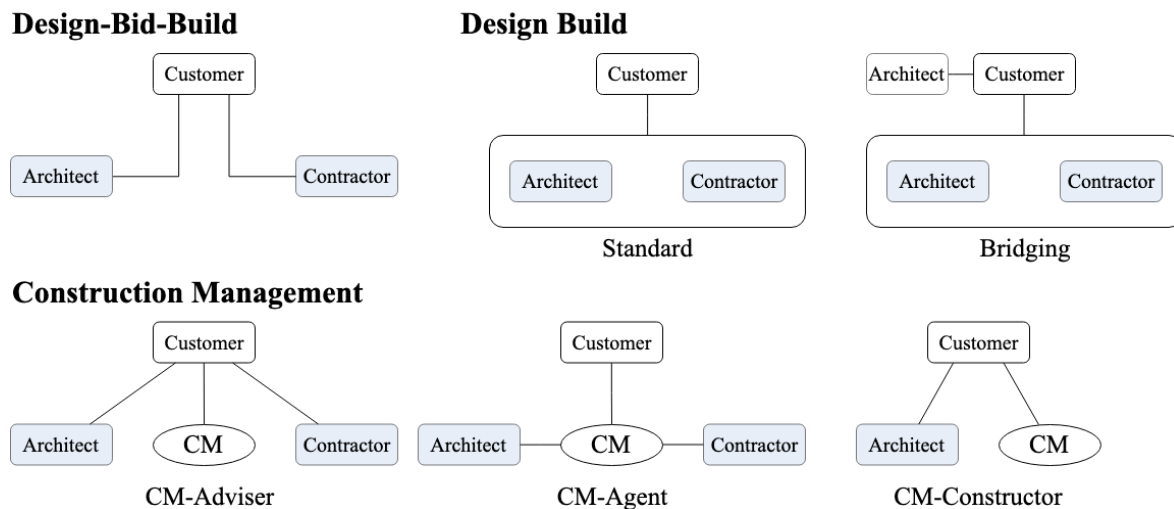 Design-Bid-Build
Customer
Architect
Contractor
Design Build
Customer
Architect
Contractor
Standard
Architect
Customer
Architect
Contractor
Bridging
Construction Management
Customer
Architect
CM
Contractor
CM-Adviser
Customer
Architect
CM
Contractor
CM-Agent
Customer
Architect
CM
CM-Constructor